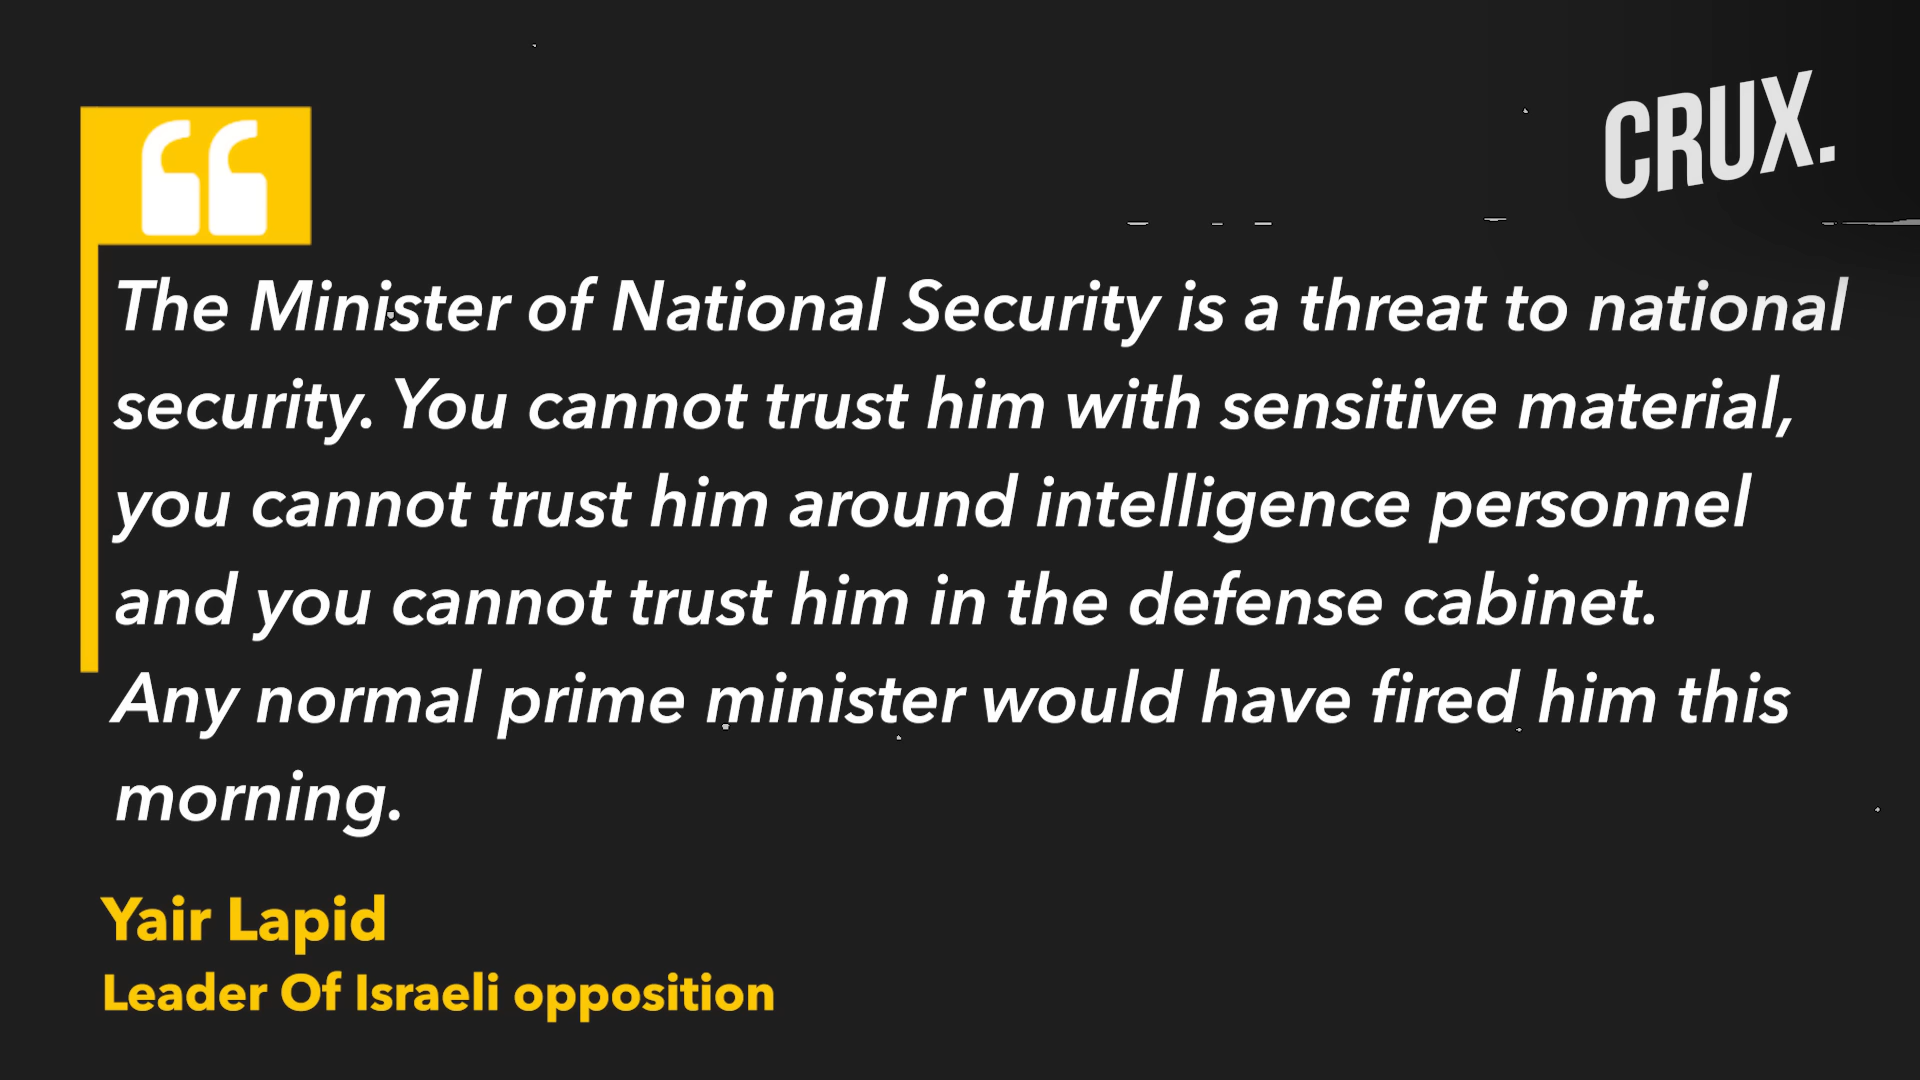 CRUX.
The Minister of National Security is a threat to national
security. You cannot trust him with sensitive material,
you cannot trust him around intelligence personnel
and you cannot trust him in the defense cabinet.
Any normal prime minister would have fired him this
morning.
Yair Lapid
Leader Of Israeli opposition